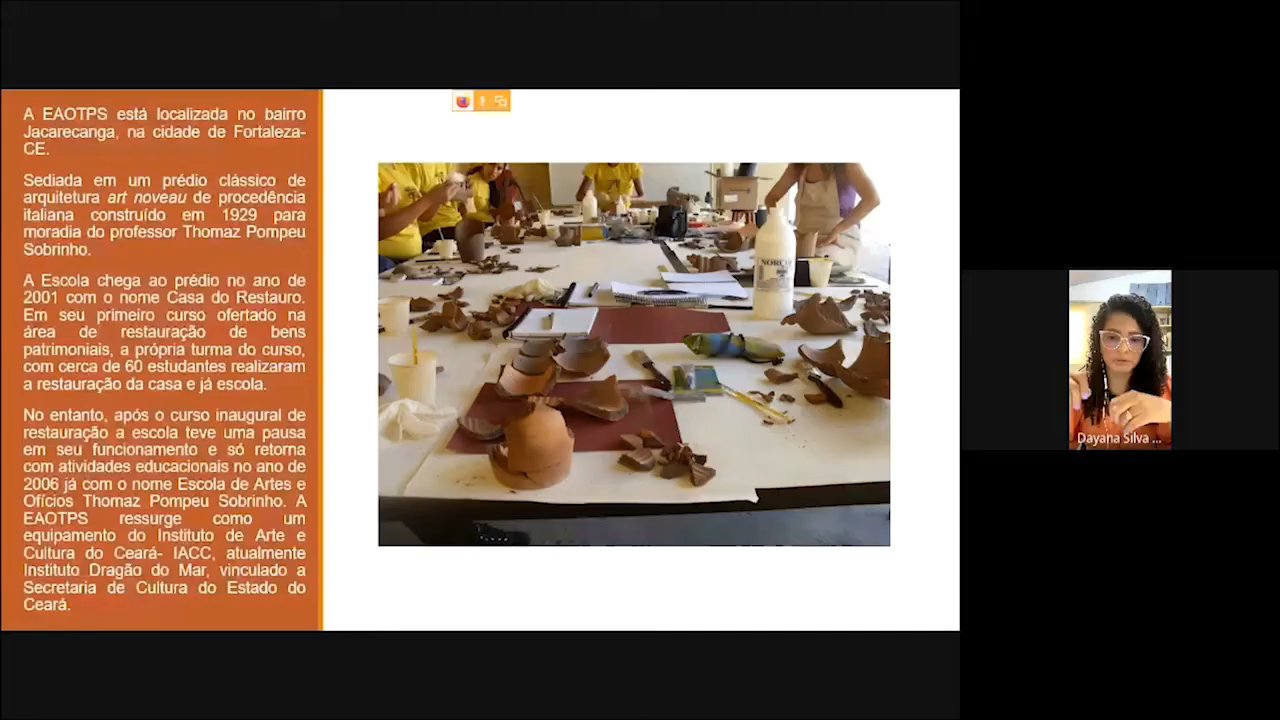 A EAOTPS está localizada no bairro
Jacarecanga, na cidade de Fortaleza-
CE.
Sediada em um prédio clássico de
arquitetura art noveau de procedência
italiana construído em 1929 para
moradia do professor Thomaz Pompeu
Sobrinho.
A Escola chega ao prédio no ano de
2001 com o nome Casa do Restauro.
Em seu primeiro curso ofertado na
área de restauração de bens
patrimoniais, a própria turma do curso,
com cerca de 60 estudantes realizaram
a restauração da casa e já escola.
No entanto, após o curso inaugural de
restauração a escola teve uma pausa
em seu funcionamento e só retorna
com atividades educacionais no ano de
2006 já com o nome Escola de Artes e
Ofícios Thomaz Pompeu Sobrinho. A
EAOTPS ressurge como um
equipamento do Instituto de Arte e
Cultura do Ceará- IACC, atualmente
Instituto Dragão do Mar, vinculado a
Secretaria de Cultura do Estado do
Ceará.
Dayana Silva ...